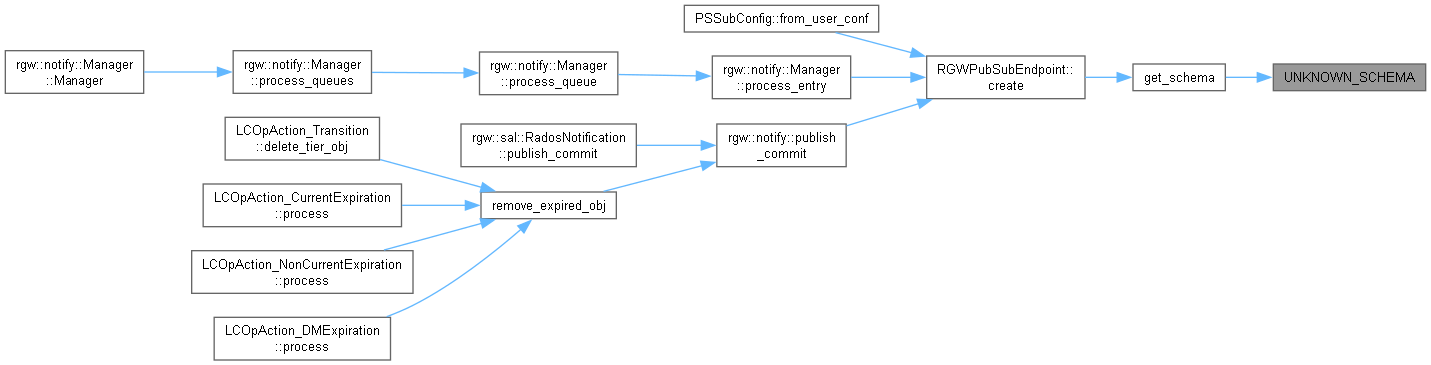 PSSubConfig::from_user_conf
rgw::notify::Manager
::Manager
rgw::notify::Manager
::process_queues
rgw::notify::Manager
::process_queue
rgw::notify::Manager
::process_entry
RGWPubSubEndpoint::
create
get_schema
UNKNOWN_SCHEMA
LCOpAction_Transition
::delete_tier_obj
rgw::sal::RadosNotification
::publish_commit
rgw::notify::publish
_commit
LCOpAction_CurrentExpiration
::process
remove_expired_obj
LCOpAction_NonCurrentExpiration
::process
LCOpAction_DMExpiration
::process